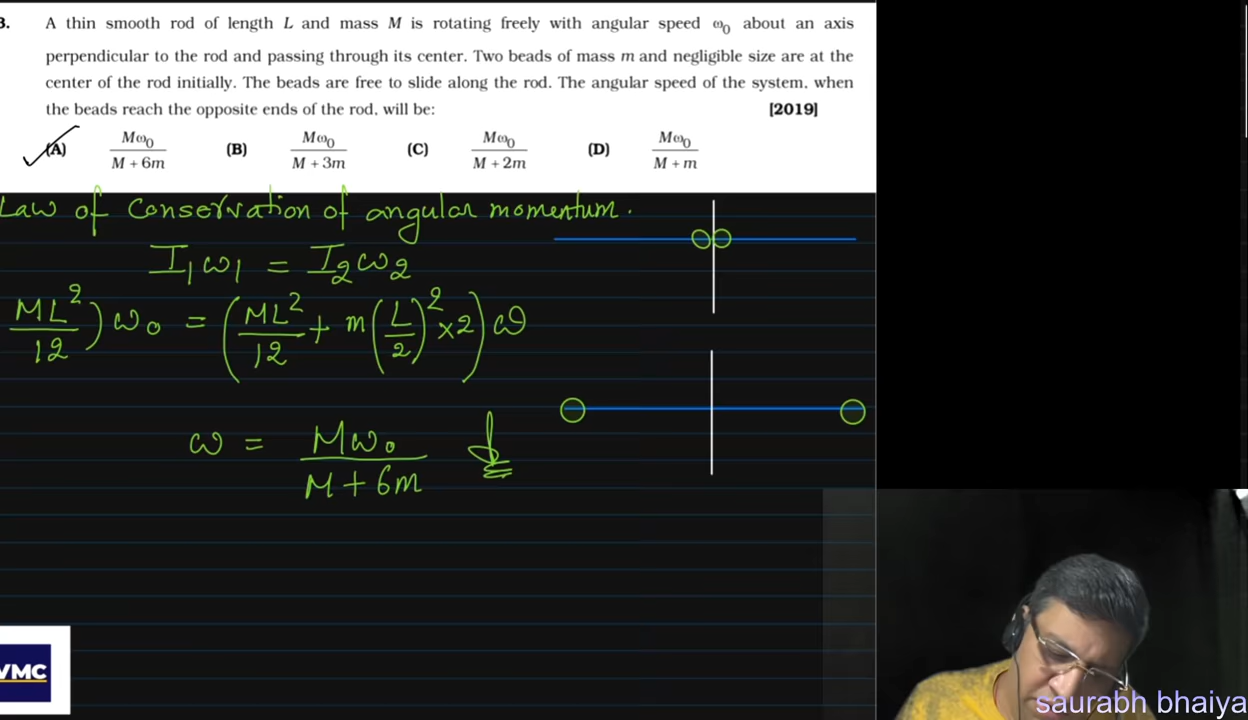 3. A thin smooth rod of length L and mass M is rotating freely with angular speed ω₀ about an axis
perpendicular to the rod and passing through its center. Two beads of mass m and negligible size are at the
center of the rod initially. The beads are free to slide along the rod. The angular speed of the system, when
the beads reach the opposite ends of the rod, will be: [2019]
(A) Mω₀/(M + 6m) (B) Mω₀/(M + 3m) (C) Mω₀/(M + 2m) (D) Mω₀/(M + m)
Law of Conservation of angular momentum.
I₁ω₁ = I₂ω₂
ML²/12)ω₀ = (ML²/12 + m(L/2)²×2)ω
ω = Mω₀/(M + 6m)
VMC
saurabh bhaiya